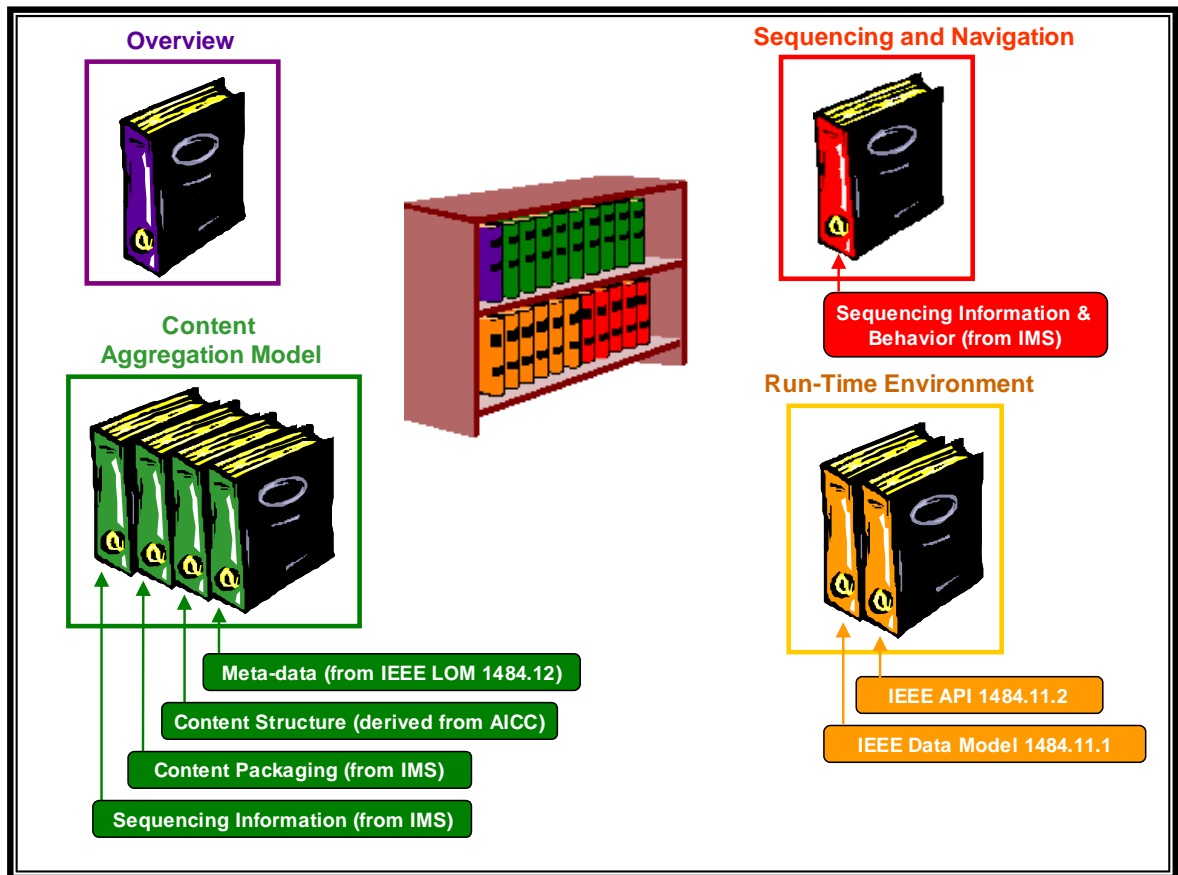 Overview
Sequencing and Navigation
Sequencing Information &
Behavior (from IMS)
Content
Aggregation Model
Run-Time Environment
Meta-data (from IEEE LOM 1484.12)
Content Structure (derived from AICC)
Content Packaging (from IMS)
Sequencing Information (from IMS)
IEEE API 1484.11.2
IEEE Data Model 1484.11.1